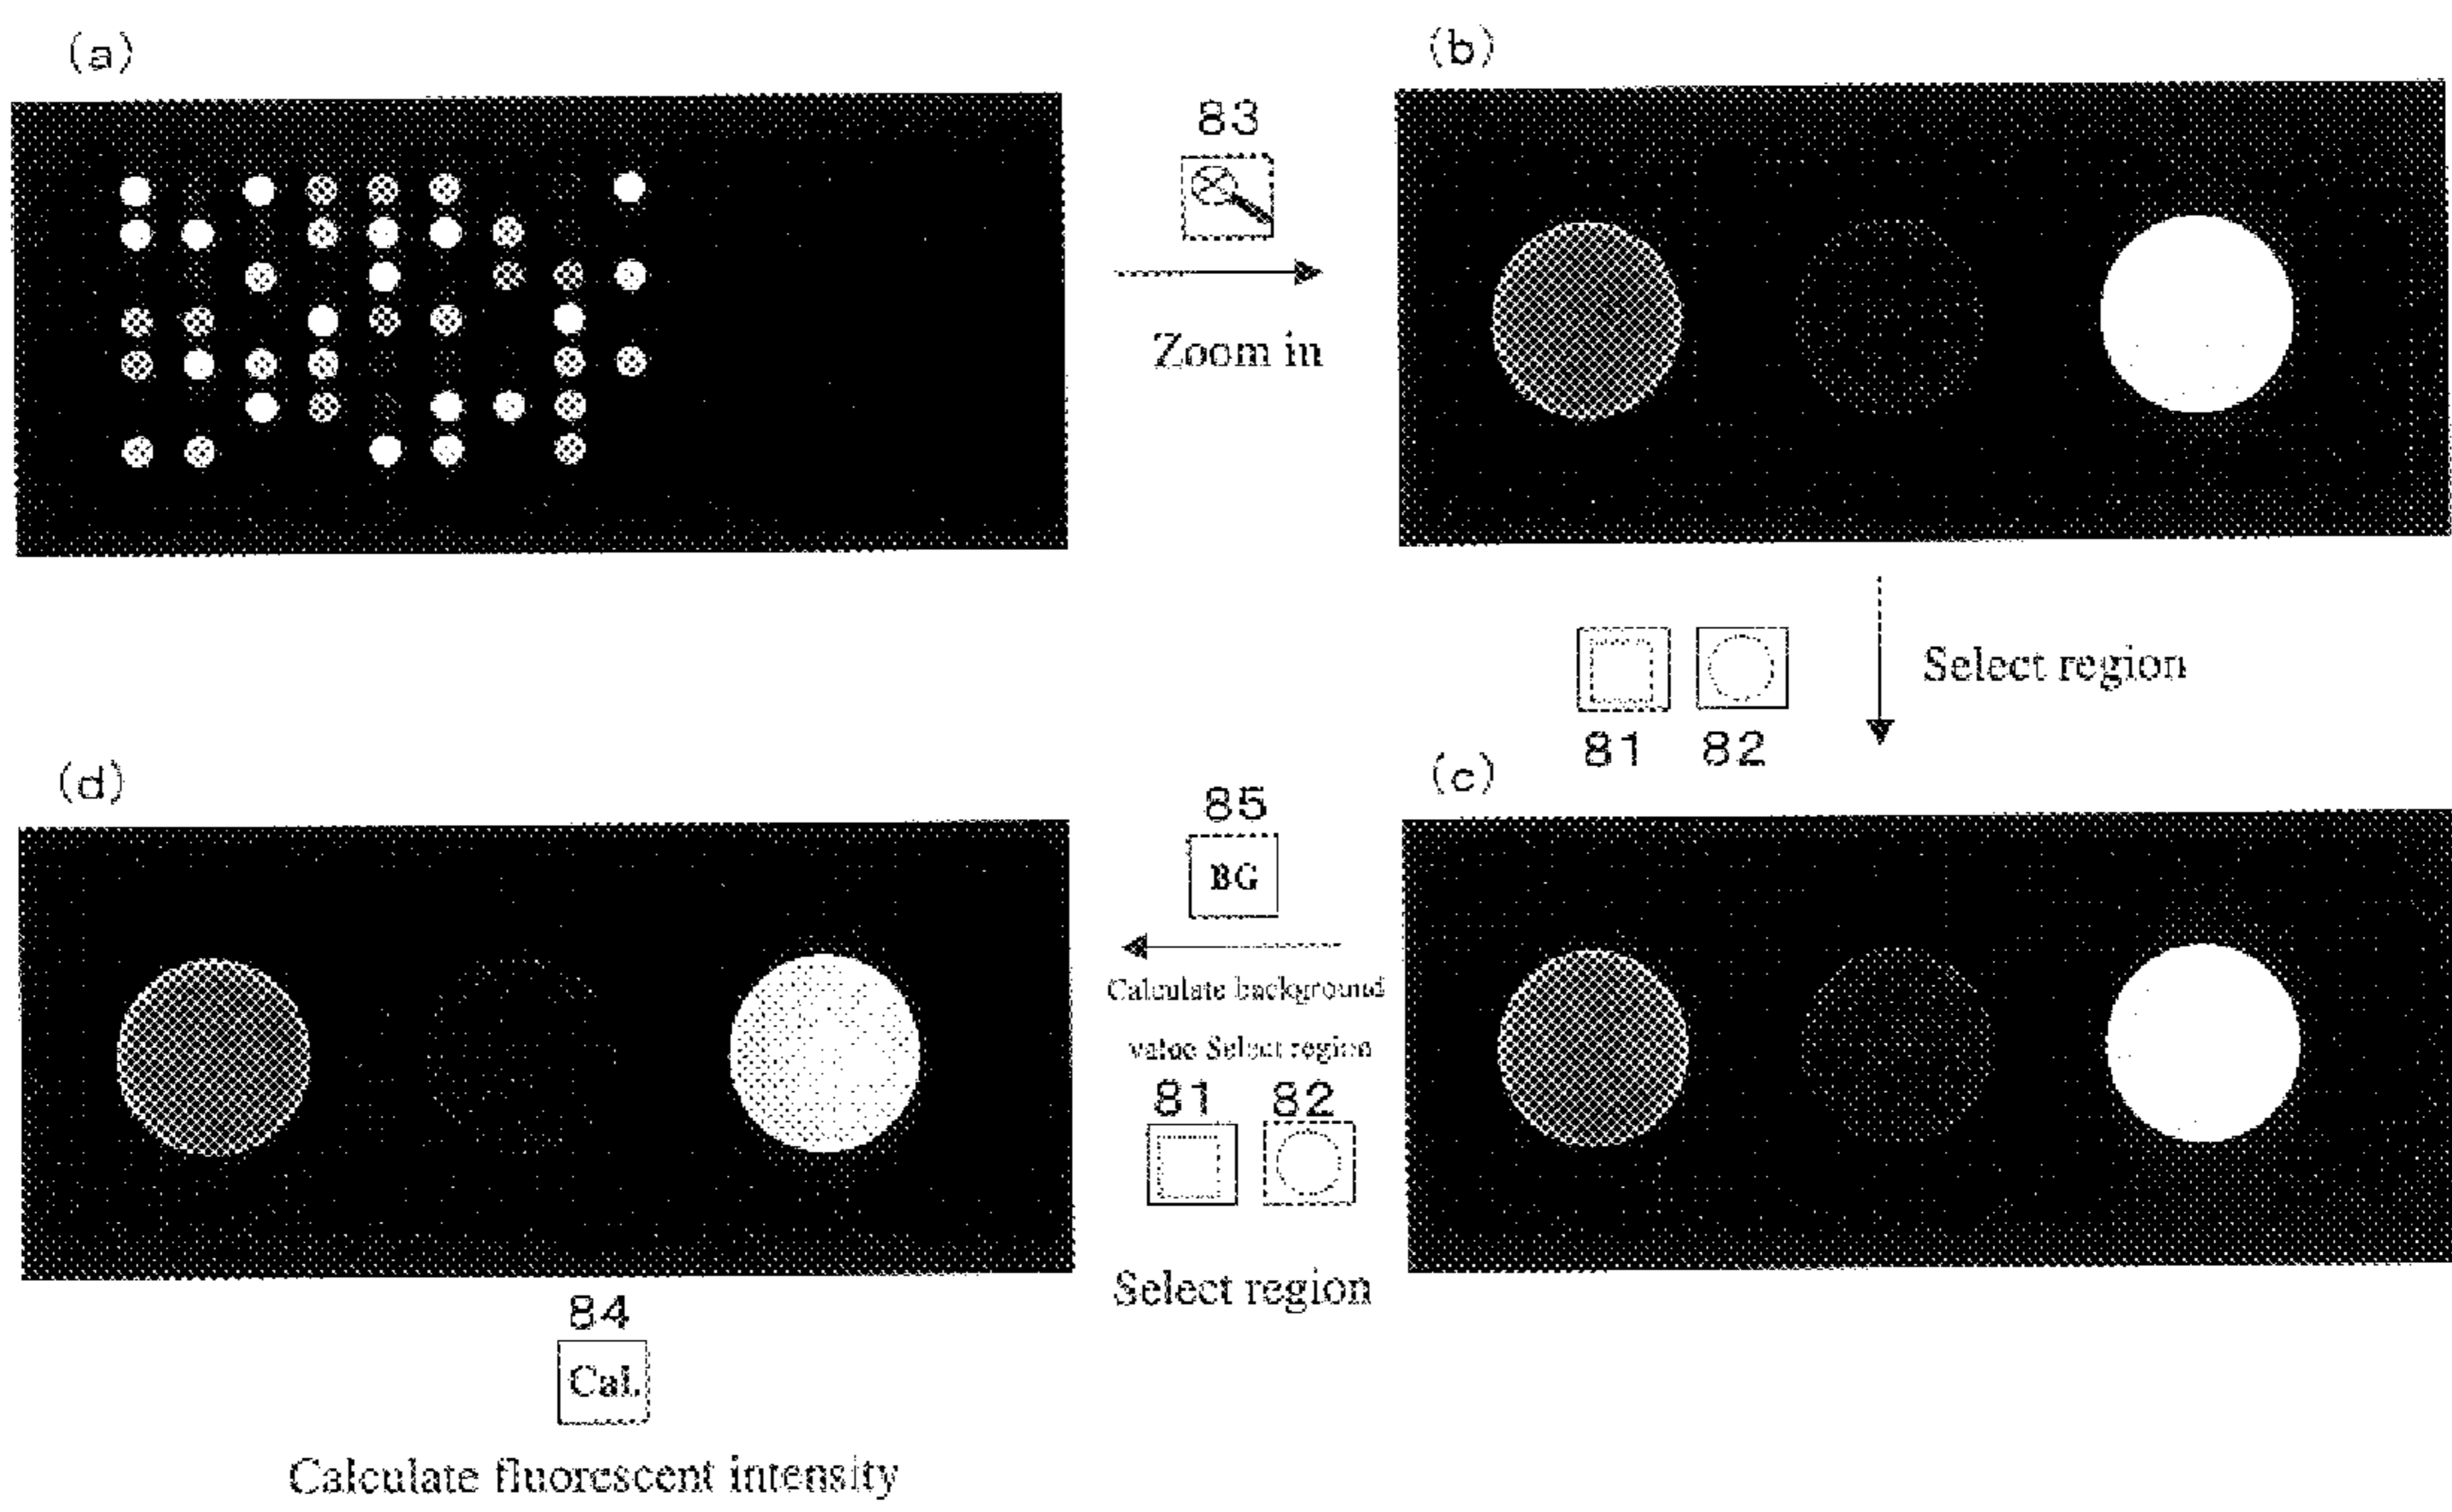 (a)
83
Zoom in
(b)
81 82
Select region
(c)
85
BG
Calculate background
value Select region
81 82
Select region
(d)
84
Cal.
Calculate fluorescent intensity